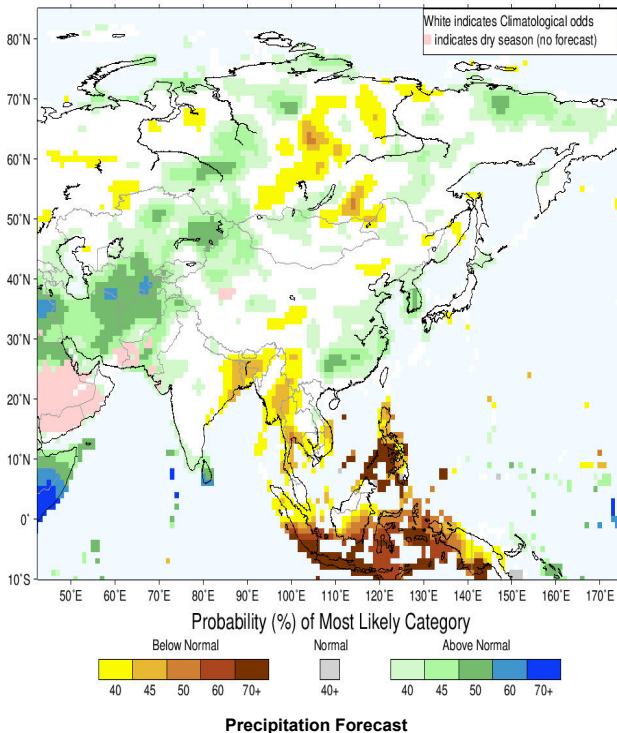 White indicates Climatological odds
indicates dry season (no forecast)
80˚N
70˚N
60˚N
50˚N
40˚N
30˚N
20˚N
10˚N
0˚
10˚S
50˚E 60˚E 70˚E 80˚E 90˚E 100˚E 110˚E 120˚E 130˚E 140˚E 150˚E 160˚E 170˚E
Probability (%) of Most Likely Category
Below Normal Normal Above Normal
40 45 50 60 70+ 40+ 40 45 50 60 70+
Precipitation Forecast